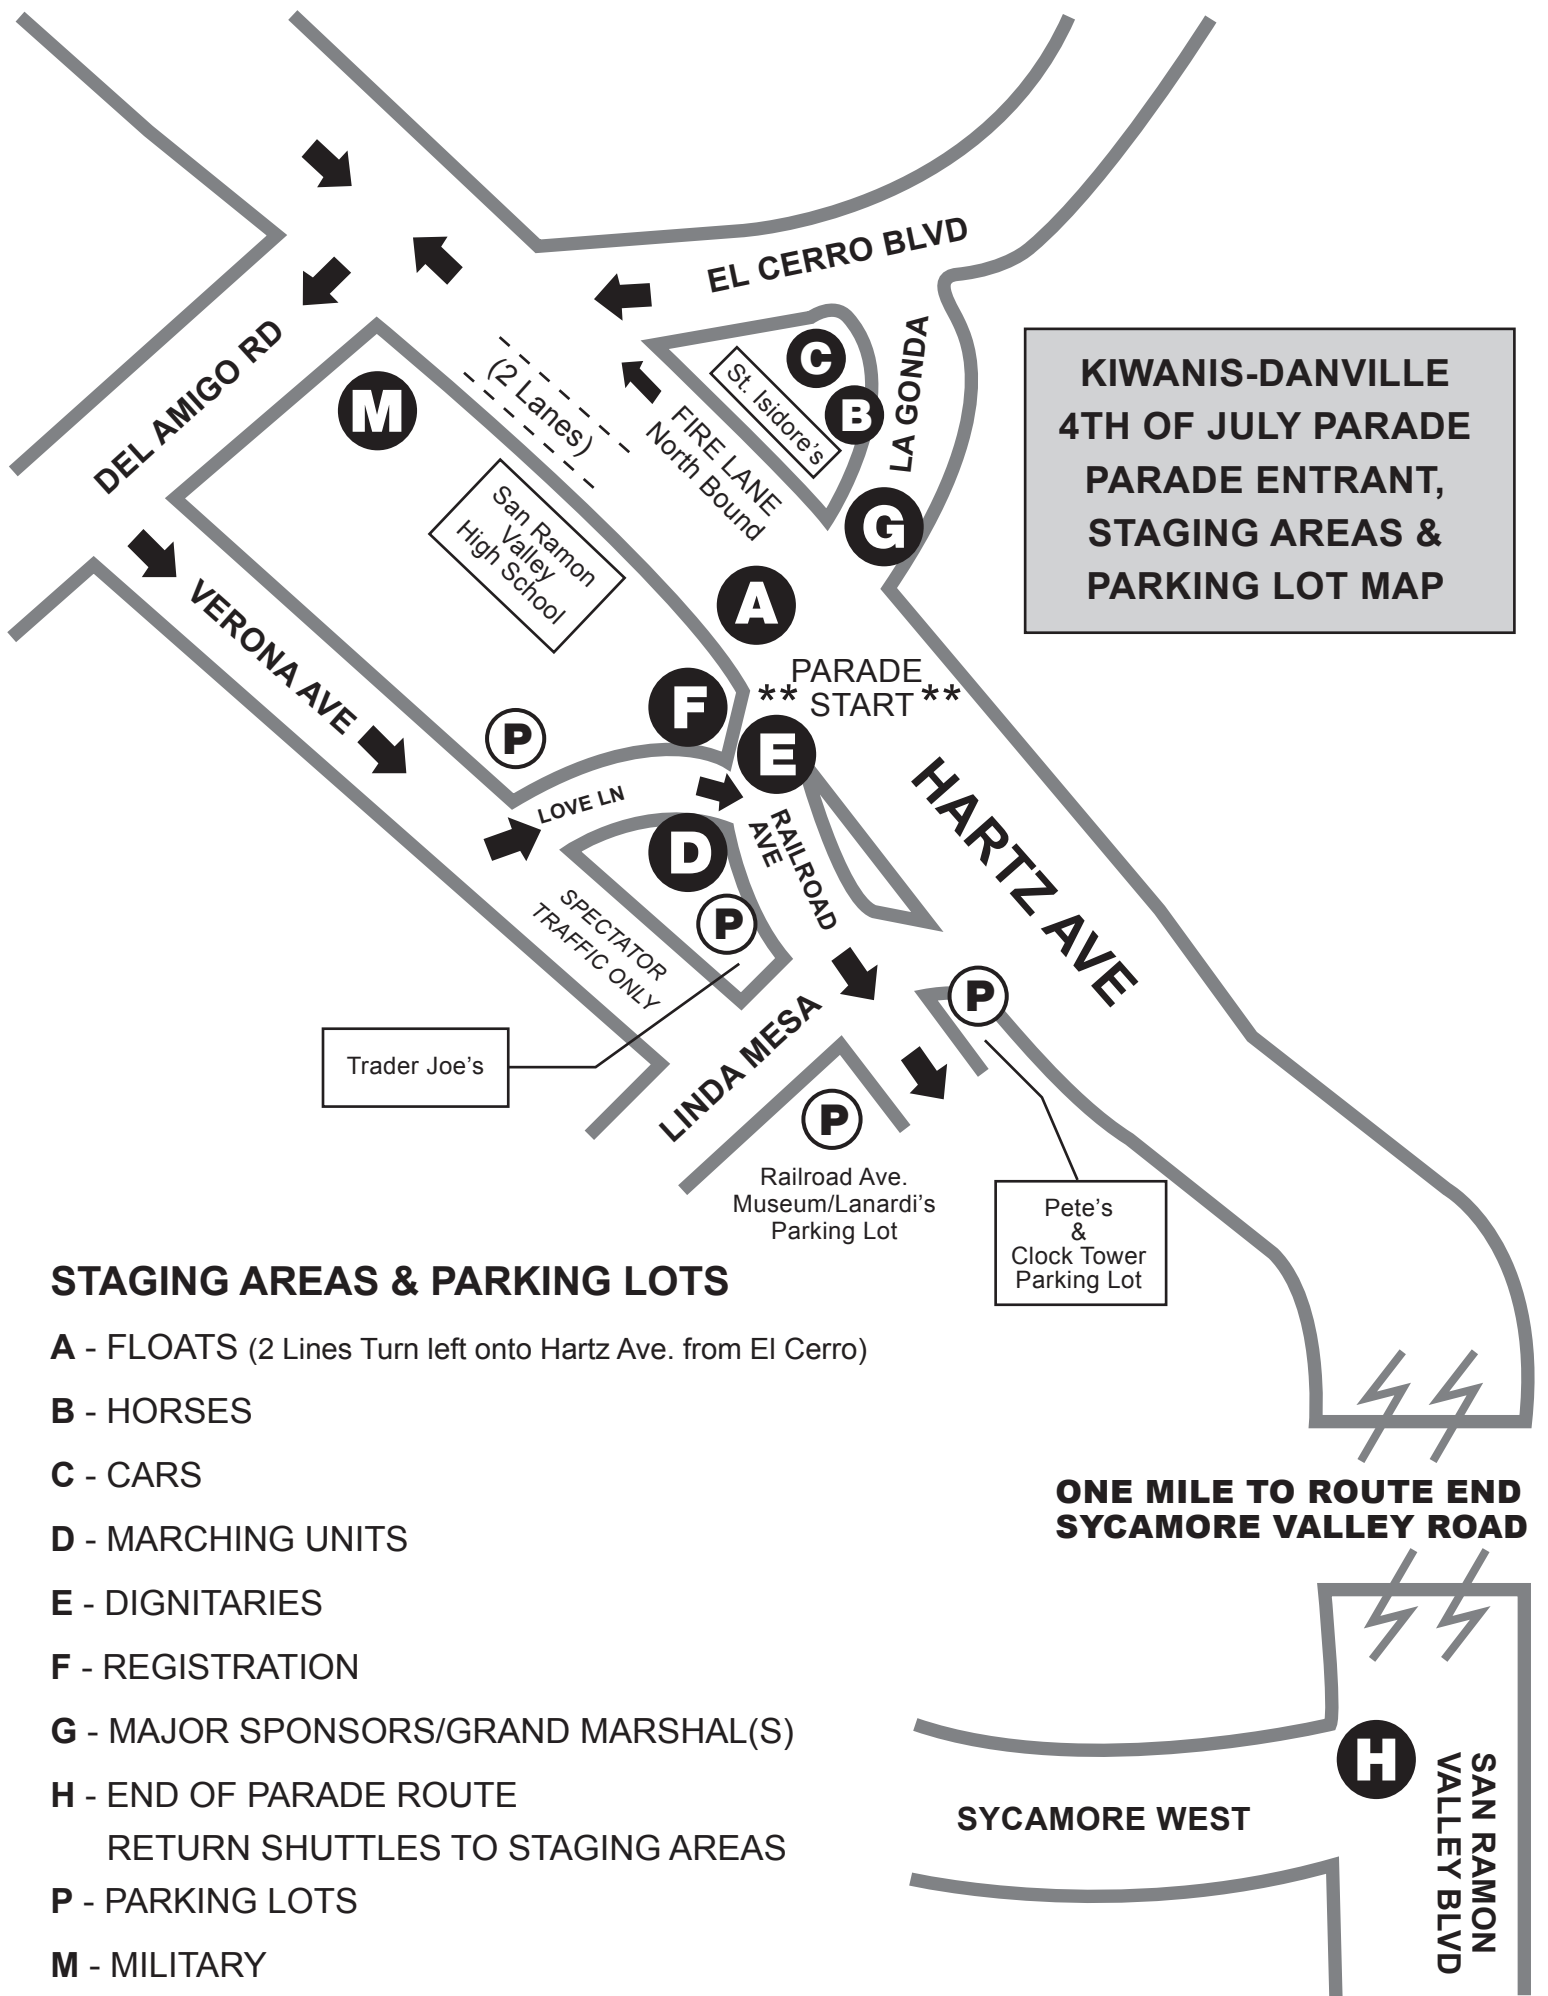 EL CERRO BLVD
DEL AMIGO RD
(2 Lanes)
M
C
B
St. Isidore's
LA GONDA
KIWANIS-DANVILLE
4TH OF JULY PARADE
PARADE ENTRANT,
STAGING AREAS &
PARKING LOT MAP
FIRE LANE
North Bound
G
San Ramon
Valley
High School
A
VERONA AVE
PARADE
** START **
F
E
P
LOVE LN
HARTZ AVE
RAILROAD
AVE
D
P
SPECTATOR
TRAFFIC ONLY
P
LINDA MESA
Trader Joe's
P
Railroad Ave.
Museum/Lanardi's
Parking Lot
Pete's
&
Clock Tower
Parking Lot
STAGING AREAS & PARKING LOTS
A - FLOATS (2 Lines Turn left onto Hartz Ave. from El Cerro)
B - HORSES
C - CARS
D - MARCHING UNITS
E - DIGNITARIES
F - REGISTRATION
G - MAJOR SPONSORS/GRAND MARSHAL(S)
H - END OF PARADE ROUTE
RETURN SHUTTLES TO STAGING AREAS
P - PARKING LOTS
M - MILITARY
ONE MILE TO ROUTE END
SYCAMORE VALLEY ROAD
H
SYCAMORE WEST
SAN RAMON
VALLEY BLVD